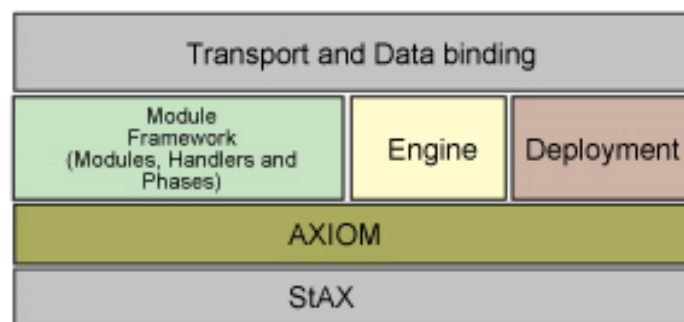 Transport and Data binding
Module
Framework
(Modules, Handlers and
Phases)
Engine
Deployment
AXIOM
StAX